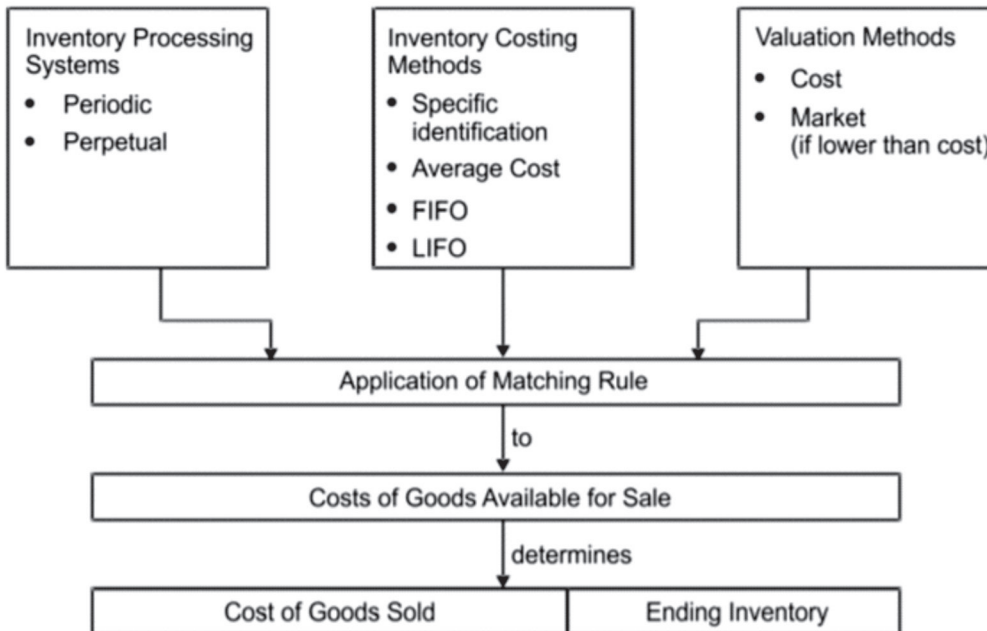 Inventory Processing
Systems
• Periodic
• Perpetual
Inventory Costing
Methods
• Specific
identification
• Average Cost
• FIFO
• LIFO
Valuation Methods
• Cost
• Market
(if lower than cost)
Application of Matching Rule
to
Costs of Goods Available for Sale
determines
Cost of Goods Sold
Ending Inventory